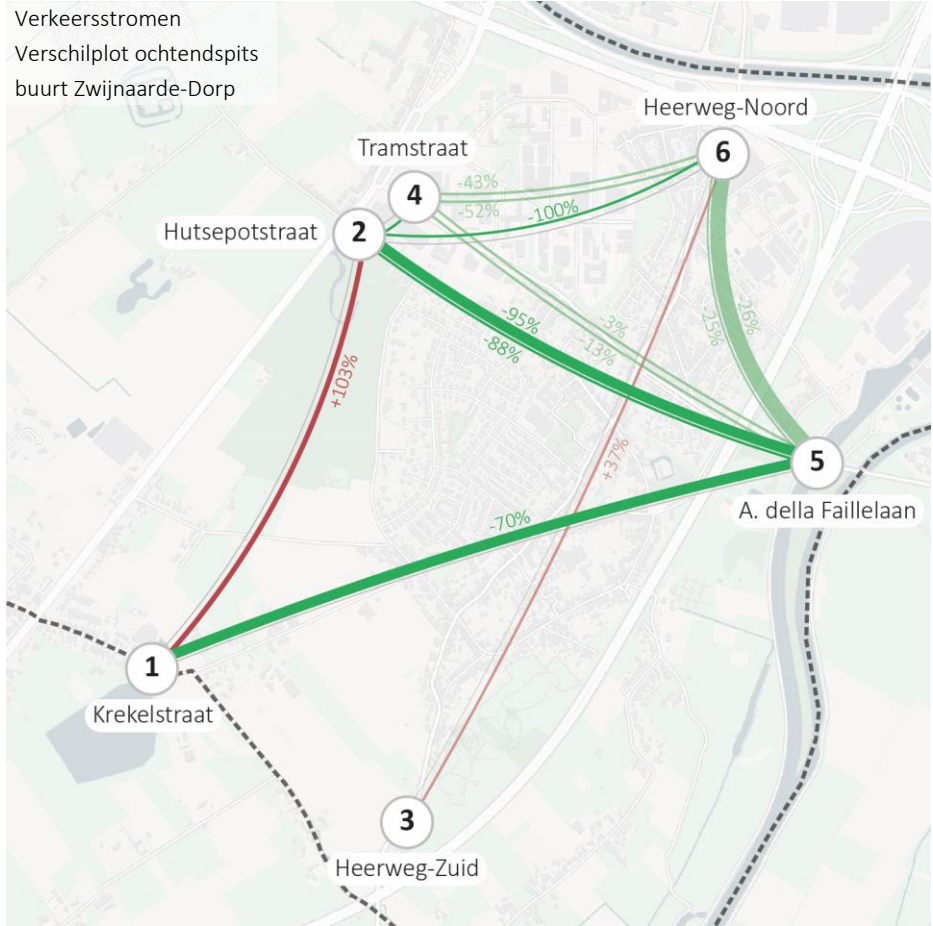 Verkeersstromen
Verschilplot ochtendspits
buurt Zwijnaarde-Dorp
Heerweg-Noord
6
Tramstraat
4
-43%
-52%
-100%
Hutsepotstraat
2
-95%
-88%
-3%
-13%
-26%
-25%
+103%
+37%
5
A. della Faillelaan
-70%
1
Krekelstraat
3
Heerweg-Zuid